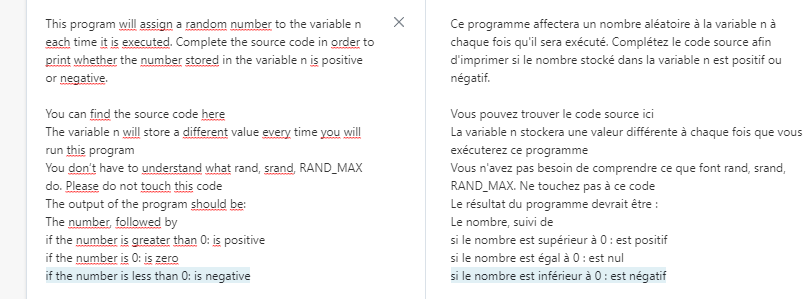 This program will assign a random number to the variable n
each time it is executed. Complete the source code in order to
print whether the number stored in the variable n is positive
or negative.
You can find the source code here
The variable n will store a different value every time you will
run this program
You don't have to understand what rand, srand, RAND_MAX
do. Please do not touch this code
The output of the program should be:
The number, followed by
if the number is greater than 0: is positive
if the number is 0: is zero
if the number is less than 0: is negative
Ce programme affectera un nombre aléatoire à la variable n à
chaque fois qu'il sera exécuté. Complétez le code source afin
d'imprimer si le nombre stocké dans la variable n est positif ou
négatif.
Vous pouvez trouver le code source ici
La variable n stockera une valeur différente à chaque fois que vous
exécuterez ce programme
Vous n'avez pas besoin de comprendre ce que font rand, srand,
RAND_MAX. Ne touchez pas à ce code
Le résultat du programme devrait être :
Le nombre, suivi de
si le nombre est supérieur à 0 : est positif
si le nombre est égal à 0 : est nul
si le nombre est inférieur à 0 : est négatif